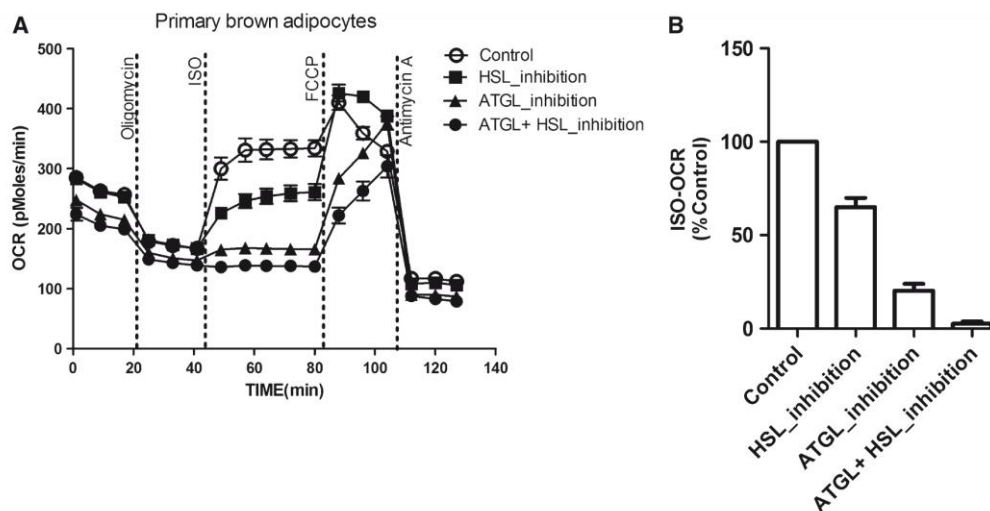 A
Primary brown adipocytes
500
400
300
200
100
0
OCR (pMoles/min)
0
20
40
60
80
100
120
140
TIME(min)
Oligomycin
ISO
FCCP
Antimycin A
Control
HSL_inhibition
ATGL_inhibition
ATGL+ HSL_inhibition
B
150
100
50
0
ISO-OCR
(%Control)
Control
HSL_inhibition
ATGL_inhibition
ATGL+ HSL_inhibition